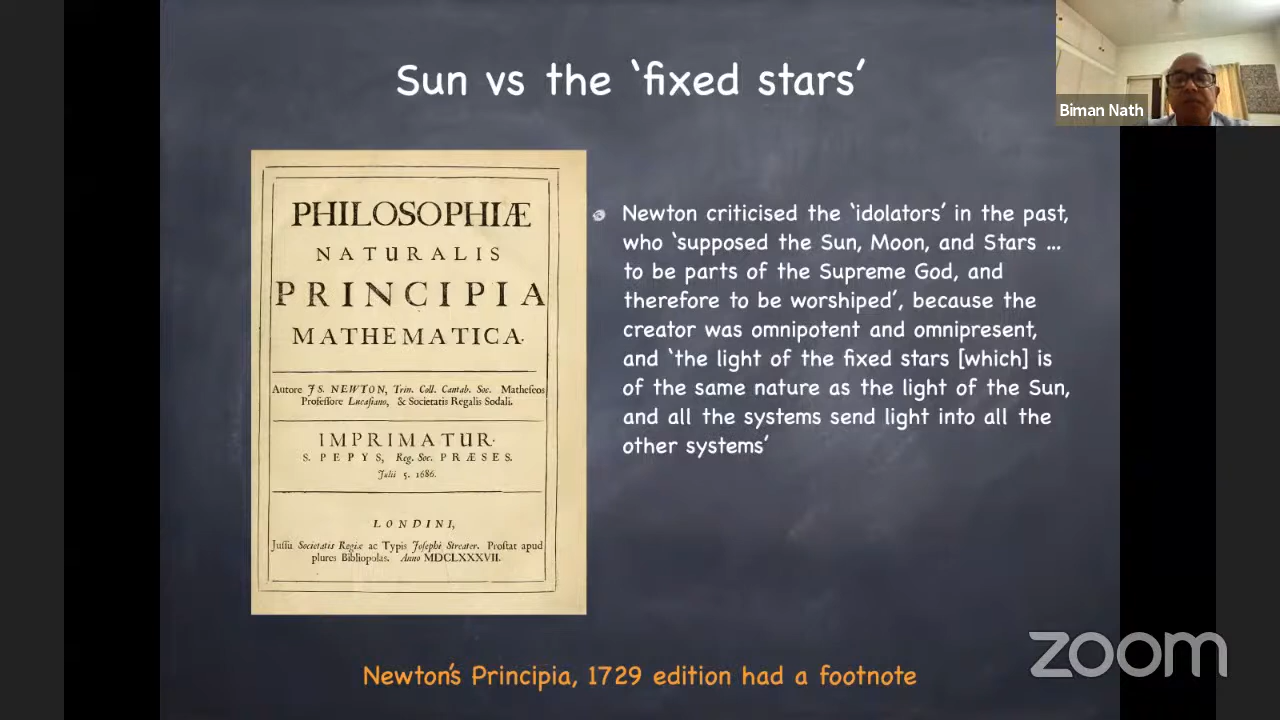 Sun vs the ‘fixed stars’
Biman Nath
PHILOSOPHIÆ
NATURALIS
PRINCIPIA
MATHEMATICA.
Autore JS. NEWTON, Trin. Coll. Cantab. Soc. Matheseos
Professore Lucasiano, & Societatis Regalis Sodali.
IMPRIMATUR.
S. PEPYS, Reg. Soc. PRÆSES.
Julii 5. 1686.
LONDINI,
Jussu Societatis Regiæ ac Typis Josephi Streater. Prostat apud
plures Bibliopolas. Anno MDCLXXXVII.
Newton criticised the ‘idolators’ in the past,
who ‘supposed the Sun, Moon, and Stars ...
to be parts of the Supreme God, and
therefore to be worshiped’, because the
creator was omnipotent and omnipresent,
and ‘the light of the fixed stars [which] is
of the same nature as the light of the Sun,
and all the systems send light into all the
other systems’
Newton's Principia, 1729 edition had a footnote
zoom